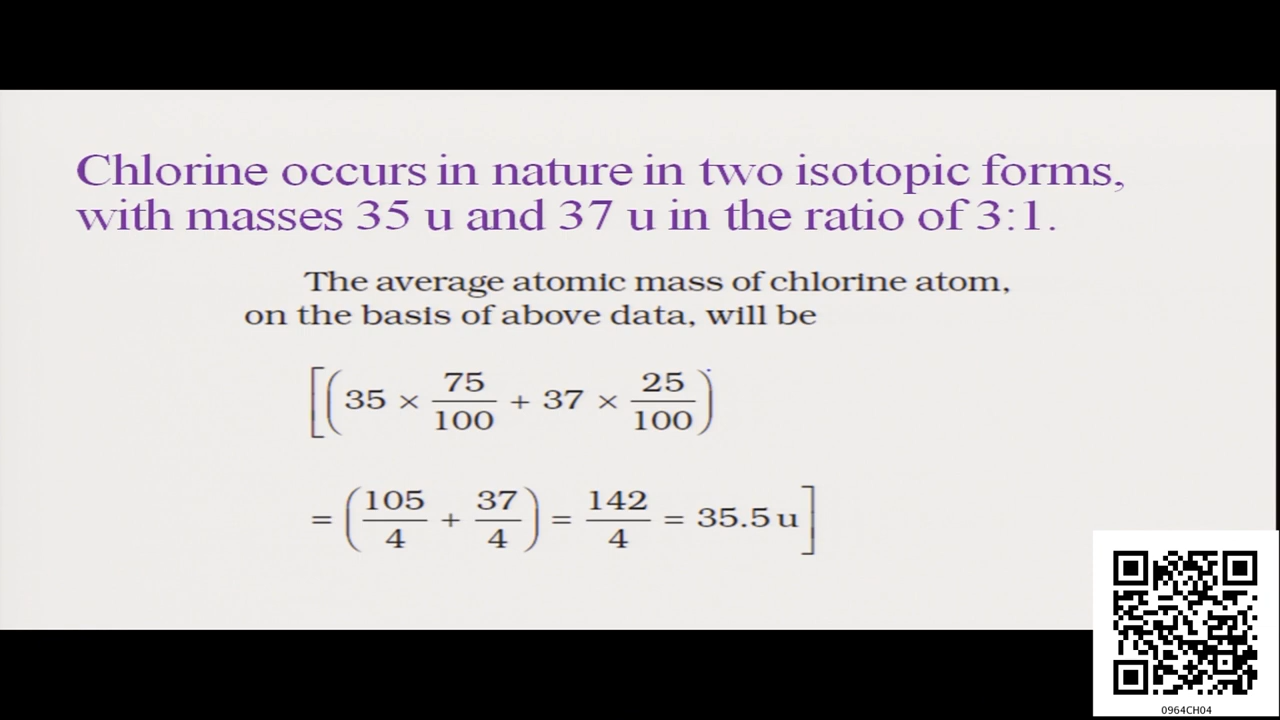 Chlorine occurs in nature in two isotopic forms,
with masses 35 u and 37 u in the ratio of 3:1.
The average atomic mass of chlorine atom,
on the basis of above data, will be
[(35 × 75/100 + 37 × 25/100)
= (105/4 + 37/4) = 142/4 = 35.5 u]
0964CH04